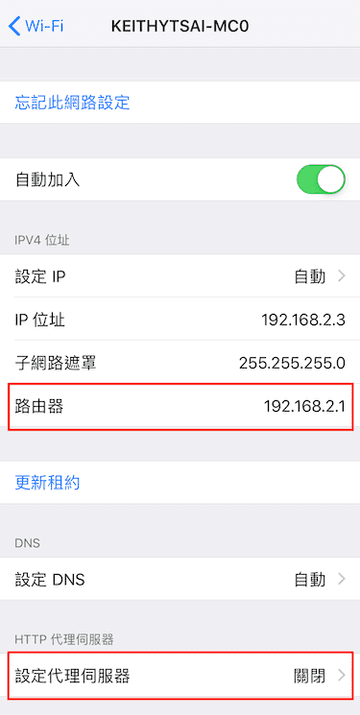 Wi-Fi KEITHYTSAI-MC0
忘記此網路設定
自動加入
IPV4 位址
設定 IP 自動
IP 位址 192.168.2.3
子網路遮罩 255.255.255.0
路由器 192.168.2.1
更新租約
DNS
設定 DNS 自動
HTTP 代理伺服器
設定代理伺服器 關閉